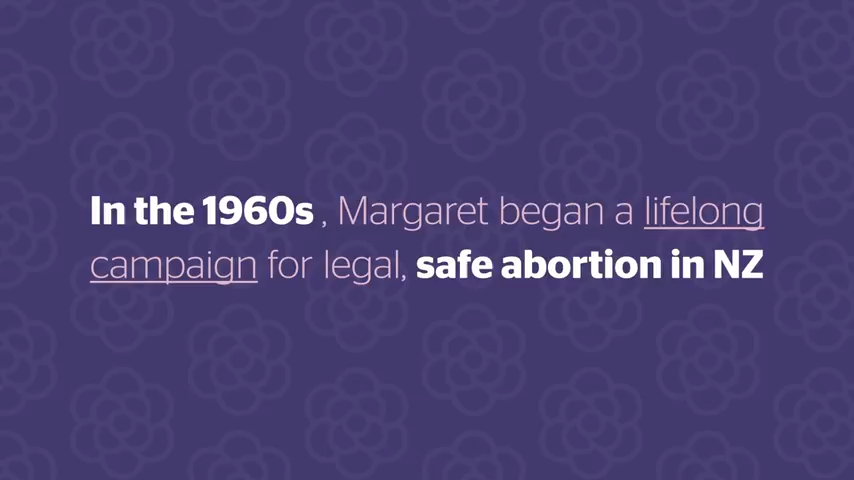 In the 1960s , Margaret began a lifelong
campaign for legal, safe abortion in NZ